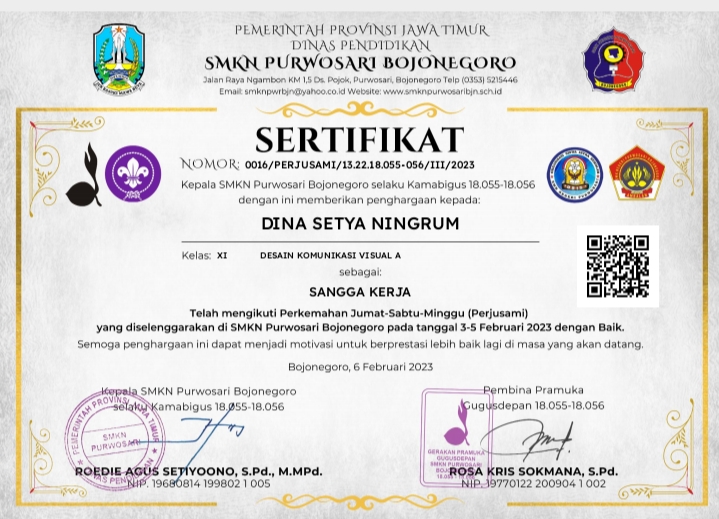 PEMERINTAH PROVINSI JAWA TIMUR
DINAS PENDIDIKAN
SMKN PURWOSARI BOJONEGORO
Jalan Raya Ngambon KM 1,5 Ds. Pojok, Purwosari, Bojonegoro Telp (0353) 5215446
Email: smknpwrbjn@yahoo.co.id Website: www.smknpurwosaribjn.sch.id
SERTIFIKAT
NOMOR: 0016/PERJUSAMI/13.22.18.055-056/III/2023
Kepala SMKN Purwosari Bojonegoro selaku Kamabigus 18.055-18.056
dengan ini memberikan penghargaan kepada:
DINA SETYA NINGRUM
Kelas: XI DESAIN KOMUNIKASI VISUAL A
sebagai:
SANGGA KERJA
Telah mengikuti Perkemahan Jumat-Sabtu-Minggu (Perjusami)
yang diselenggarakan di SMKN Purwosari Bojonegoro pada tanggal 3-5 Februari 2023 dengan Baik.
Semoga penghargaan ini dapat menjadi motivasi untuk berprestasi lebih baik lagi di masa yang akan datang.
Bojonegoro, 6 Februari 2023
Kepala SMKN Purwosari Bojonegoro
selaku Kamabigus 18.055-18.056
PEMERINTAH PROVINSI JAWA TIMUR
SMKN
PURWOSARI
DINAS PENDIDIKAN
ROEDIE AGUS SETIYOONO, S.Pd., M.MPd.
NIP. 19680814 199802 1 005
Pembina Pramuka
Gugusdepan 18.055-18.056
GERAKAN PRAMUKA
GUGUSDEPAN
SMKN PURWOSARI
ROSA KRIS SOKMANA, S.Pd.
NIP. 19770122 200904 1 002